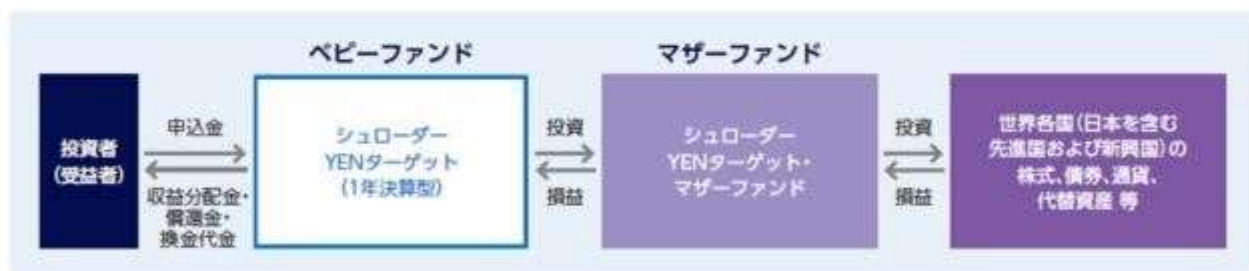 ベビーファンド
マザーファンド
投資者
(受益者)
申込金
収益分配金・
償還金・
換金代金
シュローダー
YENターゲット
(1年決算型)
投資
損益
シュローダー
YENターゲット・
マザーファンド
投資
損益
世界各国(日本を含む
先進国および新興国)の
株式、債券、通貨、
代替資産 等